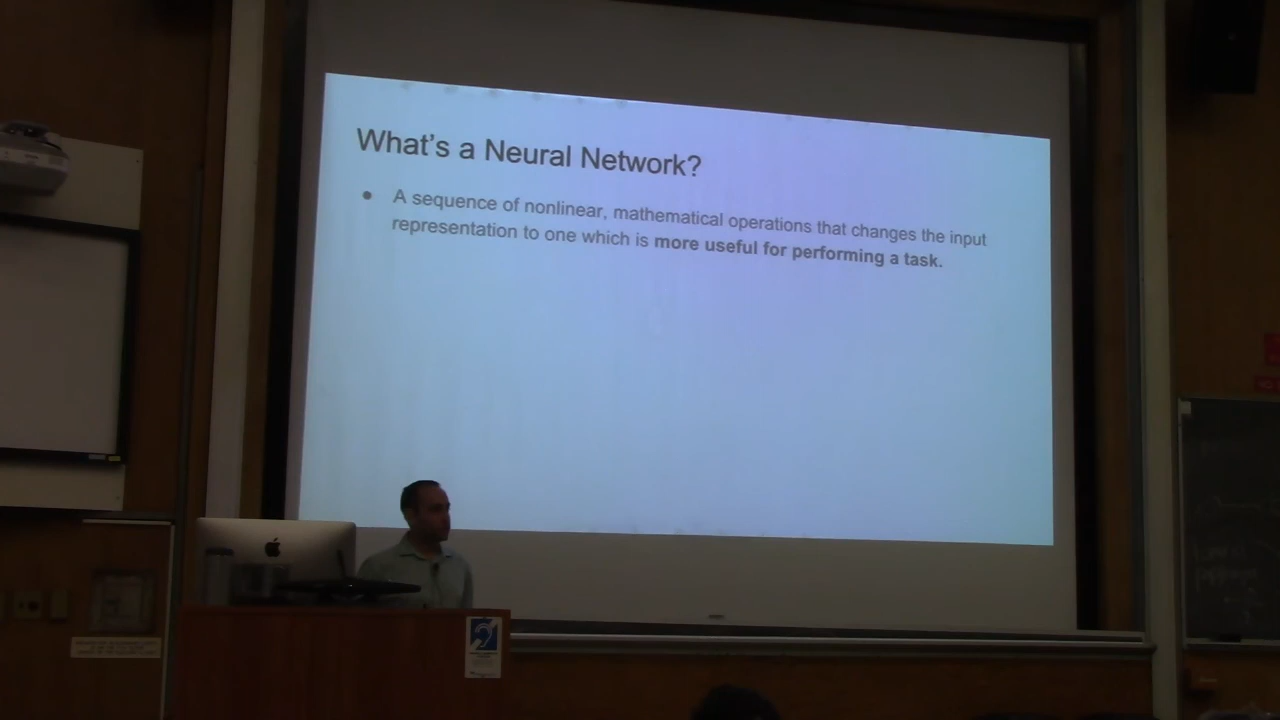 What's a Neural Network?
● A sequence of nonlinear, mathematical operations that changes the input
representation to one which is more useful for performing a task.